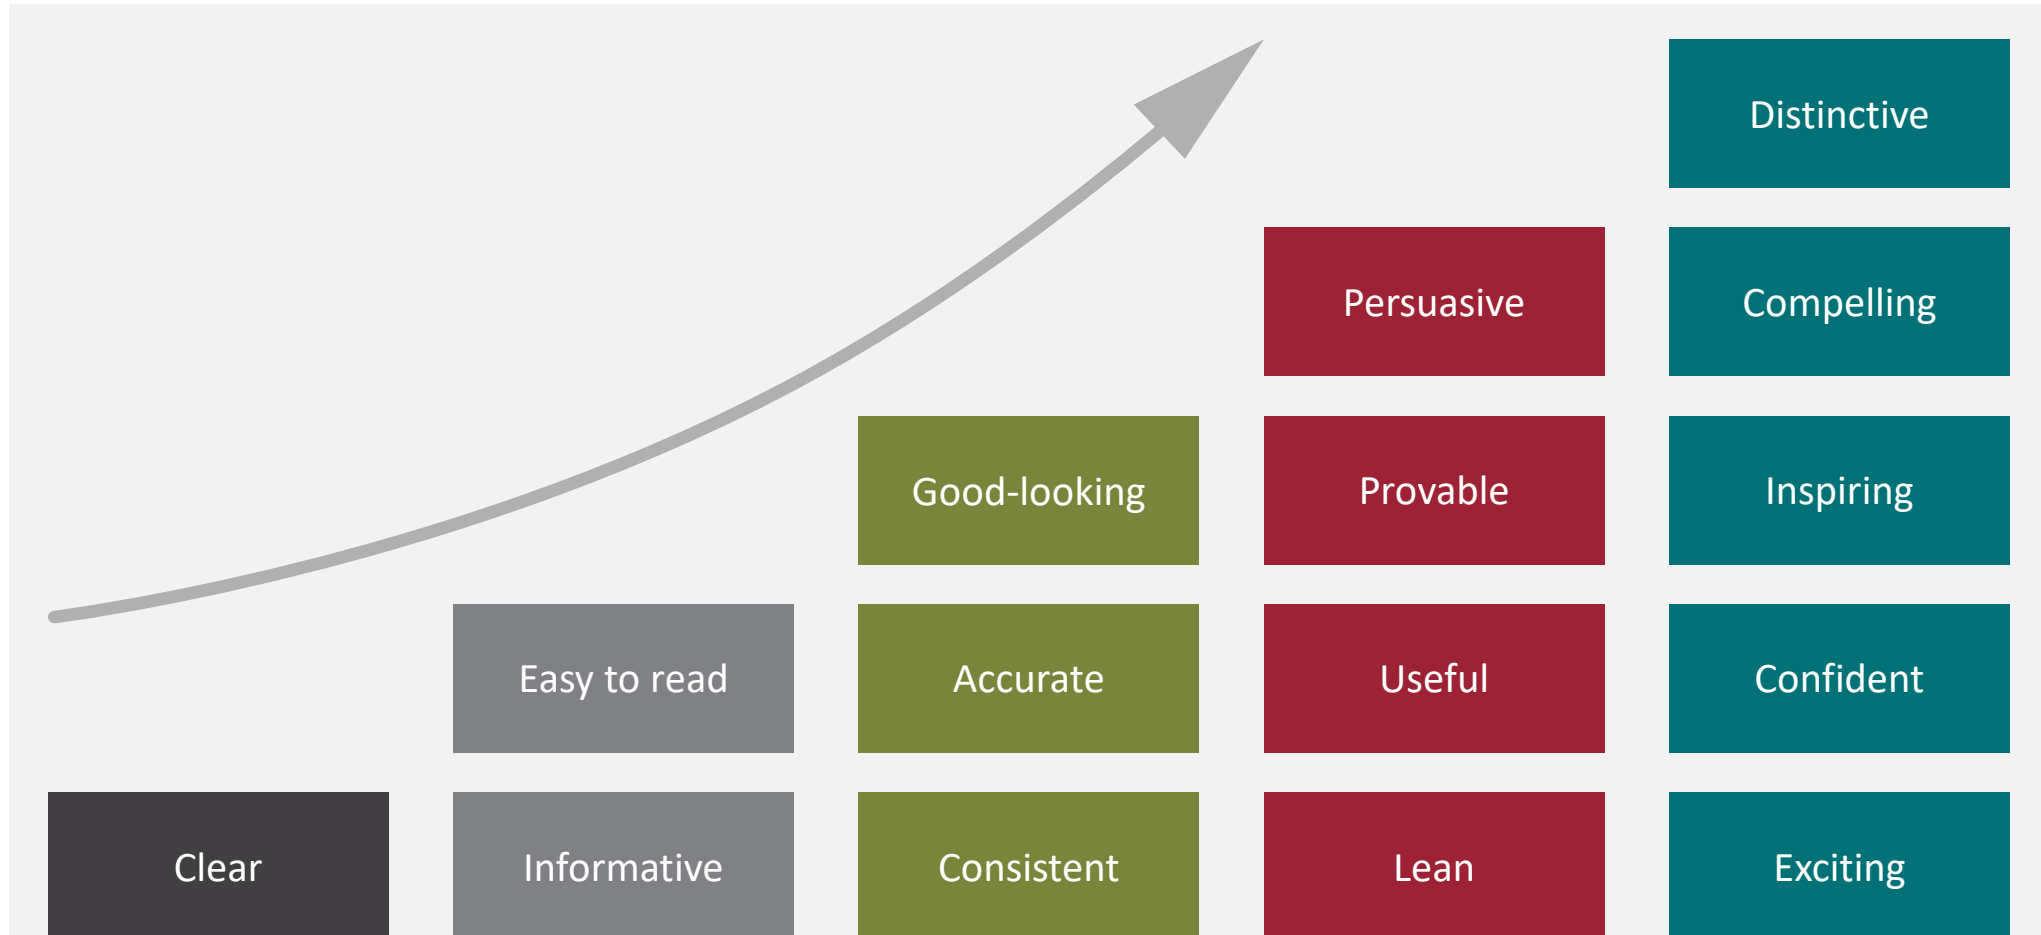 Distinctive
Persuasive
Compelling
Good-looking
Provable
Inspiring
Easy to read
Accurate
Useful
Confident
Clear
Informative
Consistent
Lean
Exciting